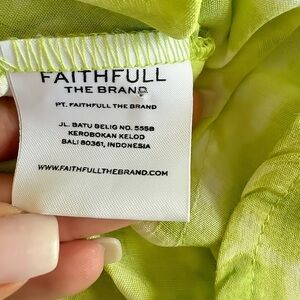 FAITHFULL
THE BRAND
PT. FAITHFULL THE BRAND
JL. BATU BELIG NO. 555B
KEROBOKAN KELOD
BALI 80361, INDONESIA
WWW.FAITHFULLTHEBRAND.COM